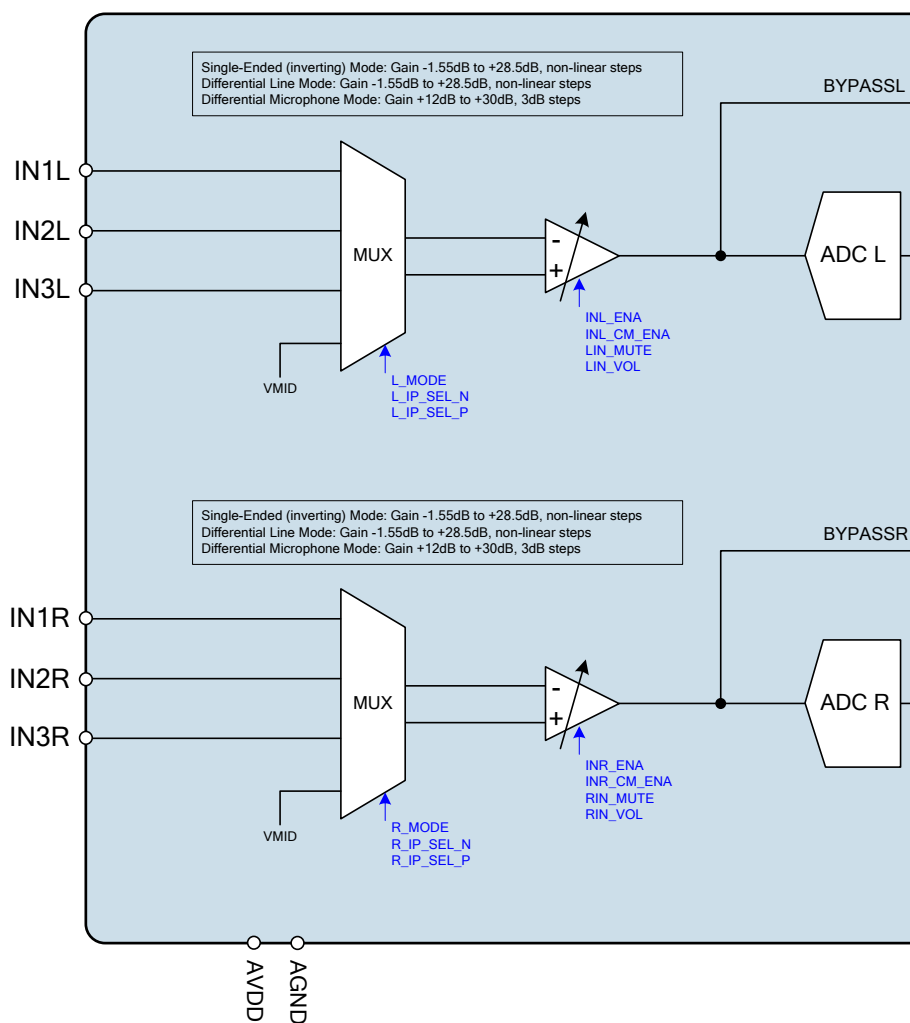 Single-Ended (inverting) Mode: Gain -1.55dB to +28.5dB, non-linear steps
Differential Line Mode: Gain -1.55dB to +28.5dB, non-linear steps
Differential Microphone Mode: Gain +12dB to +30dB, 3dB steps
BYPASSL
IN1L
IN2L
IN3L
MUX
-
+
ADC L
INL_ENA
INL_CM_ENA
LIN_MUTE
LIN_VOL
VMID
L_MODE
L_IP_SEL_N
L_IP_SEL_P
Single-Ended (inverting) Mode: Gain -1.55dB to +28.5dB, non-linear steps
Differential Line Mode: Gain -1.55dB to +28.5dB, non-linear steps
Differential Microphone Mode: Gain +12dB to +30dB, 3dB steps
BYPASSR
IN1R
IN2R
IN3R
MUX
-
+
ADC R
INR_ENA
INR_CM_ENA
RIN_MUTE
RIN_VOL
VMID
R_MODE
R_IP_SEL_N
R_IP_SEL_P
AVDD
AGND